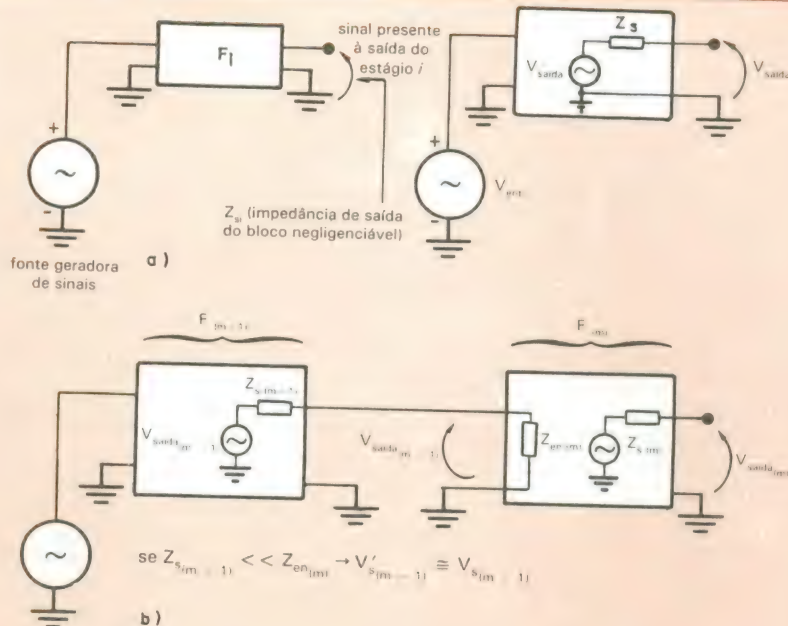 sinal presente
à saída do
estágio i
F i
+
~
-
Z si (impedância de saída
do bloco negligenciável)
fonte geradora
de sinais
a )
Z s
V saída
~
V saída
+
~
-
V ent.
F (m - 1)
F (m)
Z s (m - 1)
V saída (m - 1)
~
V saída (m - 1)
Z en (m)
~
Z s (m)
V saída (m)
~
se Z s(m - 1) << Z en(m) → V′ s(m - 1) ≅ V s(m - 1)
b )